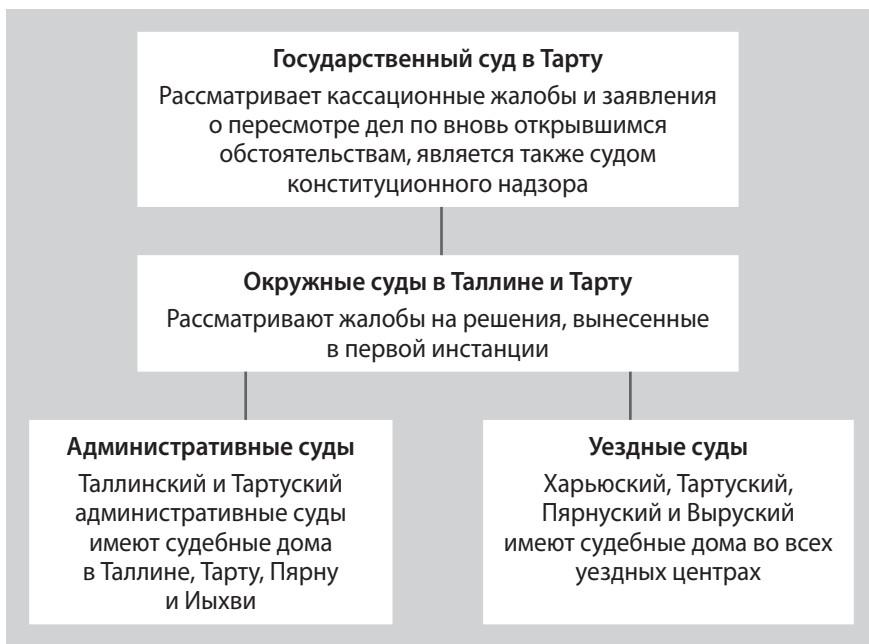 Государственный суд в Тарту
Рассматривает кассационные жалобы и заявления
о пересмотре дел по вновь открывшимся
обстоятельствам, является также судом
конституционного надзора
Окружные суды в Таллине и Тарту
Рассматривают жалобы на решения, вынесенные
в первой инстанции
Административные суды
Таллинский и Тартуский
административные суды
имеют судебные дома
в Таллине, Тарту, Пярну
и Йыхви
Уездные суды
Харьюский, Тартуский,
Пярнуский и Выруский
имеют судебные дома во всех
уездных центрах